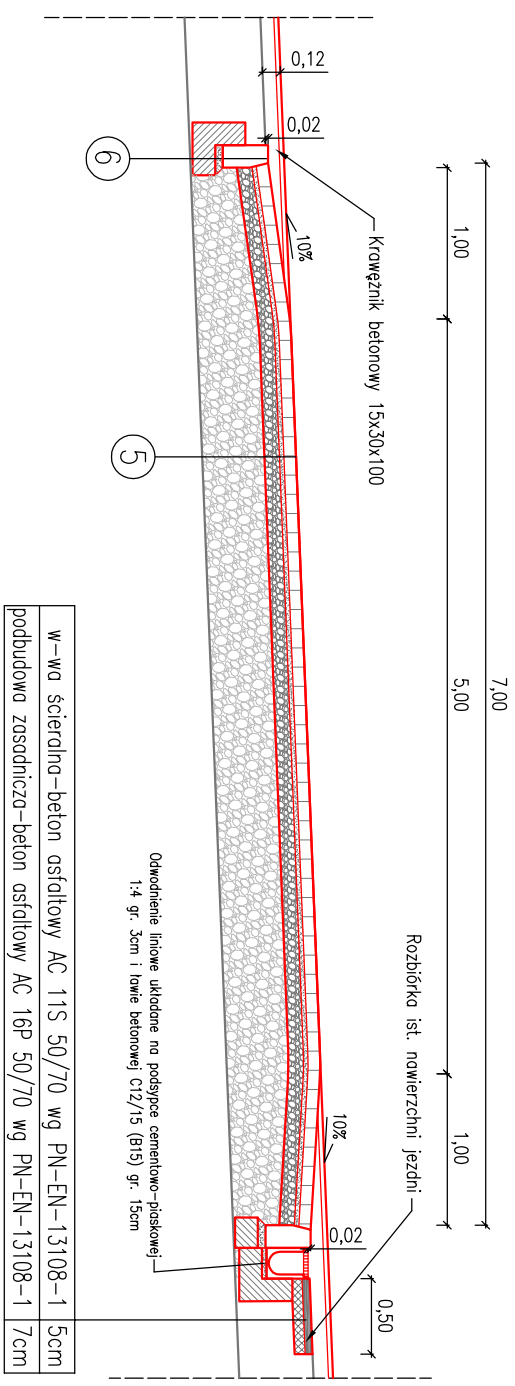 7,00
1,00
5,00
1,00
0,50
0,12
0,02
0,02
10%
10%
Krawężnik betonowy 15x30x100
Rozbiórka ist. nawierzchni jezdni
6
5
Odwodnienie liniowe układane na podsypce cementowo-piaskowej
1:4 gr. 3cm i ławie betonowej C12/15 (B15) gr. 15cm
w-wa ścieralna-beton asfaltowy AC 11S 50/70 wg PN-EN-13108-1 5cm
podbudowa zasadnicza-beton asfaltowy AC 16P 50/70 wg PN-EN-13108-1 7cm